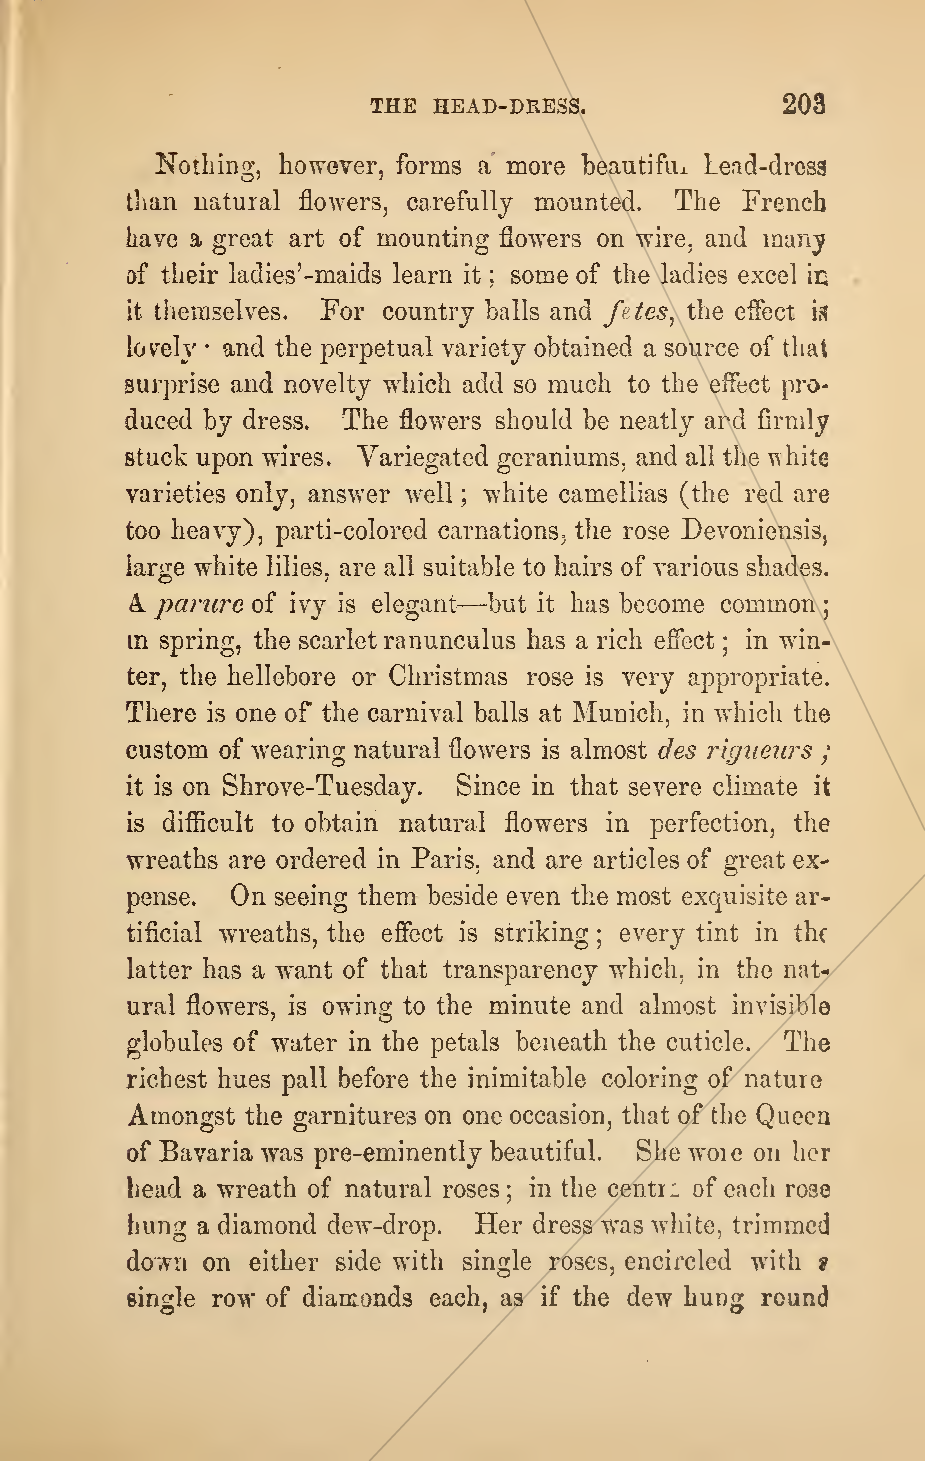 THE HEAD-DRESS. 203
Nothing, however, forms a more beautiful head-dress
than natural flowers, carefully mounted. The French
have a great art of mounting flowers on wire, and many
of their ladies'-maids learn it; some of the ladies excel in
it themselves. For country balls and fetes, the effect is
lovely · and the perpetual variety obtained a source of that
surprise and novelty which add so much to the effect pro-
duced by dress. The flowers should be neatly and firmly
stuck upon wires. Variegated geraniums, and all the white
varieties only, answer well; white camellias (the red are
too heavy), parti-colored carnations, the rose Devoniensis,
large white lilies, are all suitable to hairs of various shades.
A parure of ivy is elegant—but it has become common;
in spring, the scarlet ranunculus has a rich effect; in win-
ter, the hellebore or Christmas rose is very appropriate.
There is one of the carnival balls at Munich, in which the
custom of wearing natural flowers is almost des rigueurs;
it is on Shrove-Tuesday. Since in that severe climate it
is difficult to obtain natural flowers in perfection, the
wreaths are ordered in Paris, and are articles of great ex-
pense. On seeing them beside even the most exquisite ar-
tificial wreaths, the effect is striking; every tint in the
latter has a want of that transparency which, in the nat-
ural flowers, is owing to the minute and almost invisible
globules of water in the petals beneath the cuticle. The
richest hues pall before the inimitable coloring of nature
Amongst the garnitures on one occasion, that of the Queen
of Bavaria was pre-eminently beautiful. She wore on her
head a wreath of natural roses; in the centre of each rose
hung a diamond dew-drop. Her dress was white, trimmed
down on either side with single roses, encircled with a
single row of diamonds each, as if the dew hung round